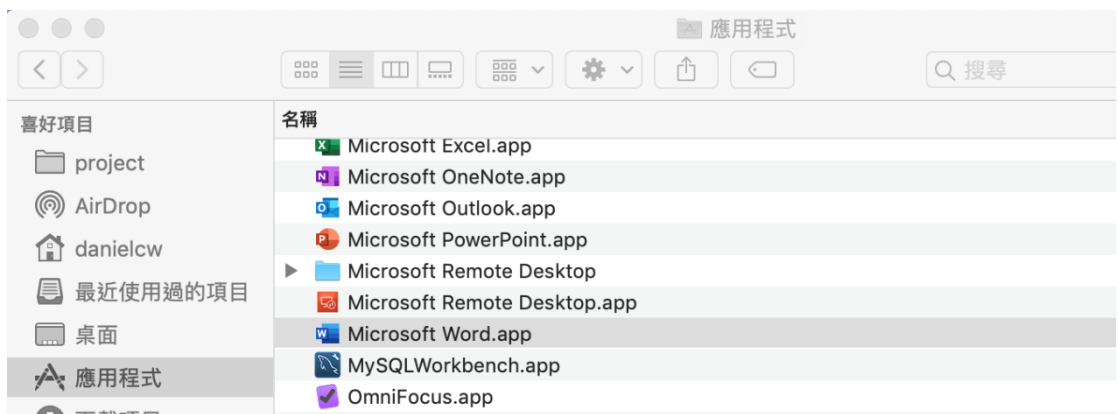 應用程式
搜尋
喜好項目
project
AirDrop
danielcw
最近使用過的項目
桌面
應用程式
名稱
Microsoft Excel.app
Microsoft OneNote.app
Microsoft Outlook.app
Microsoft PowerPoint.app
Microsoft Remote Desktop
Microsoft Remote Desktop.app
Microsoft Word.app
MySQLWorkbench.app
OmniFocus.app